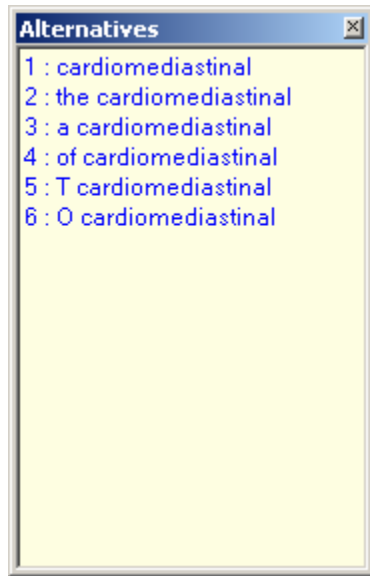 Alternatives
1 : cardiomediastinal
2 : the cardiomediastinal
3 : a cardiomediastinal
4 : of cardiomediastinal
5 : T cardiomediastinal
6 : O cardiomediastinal